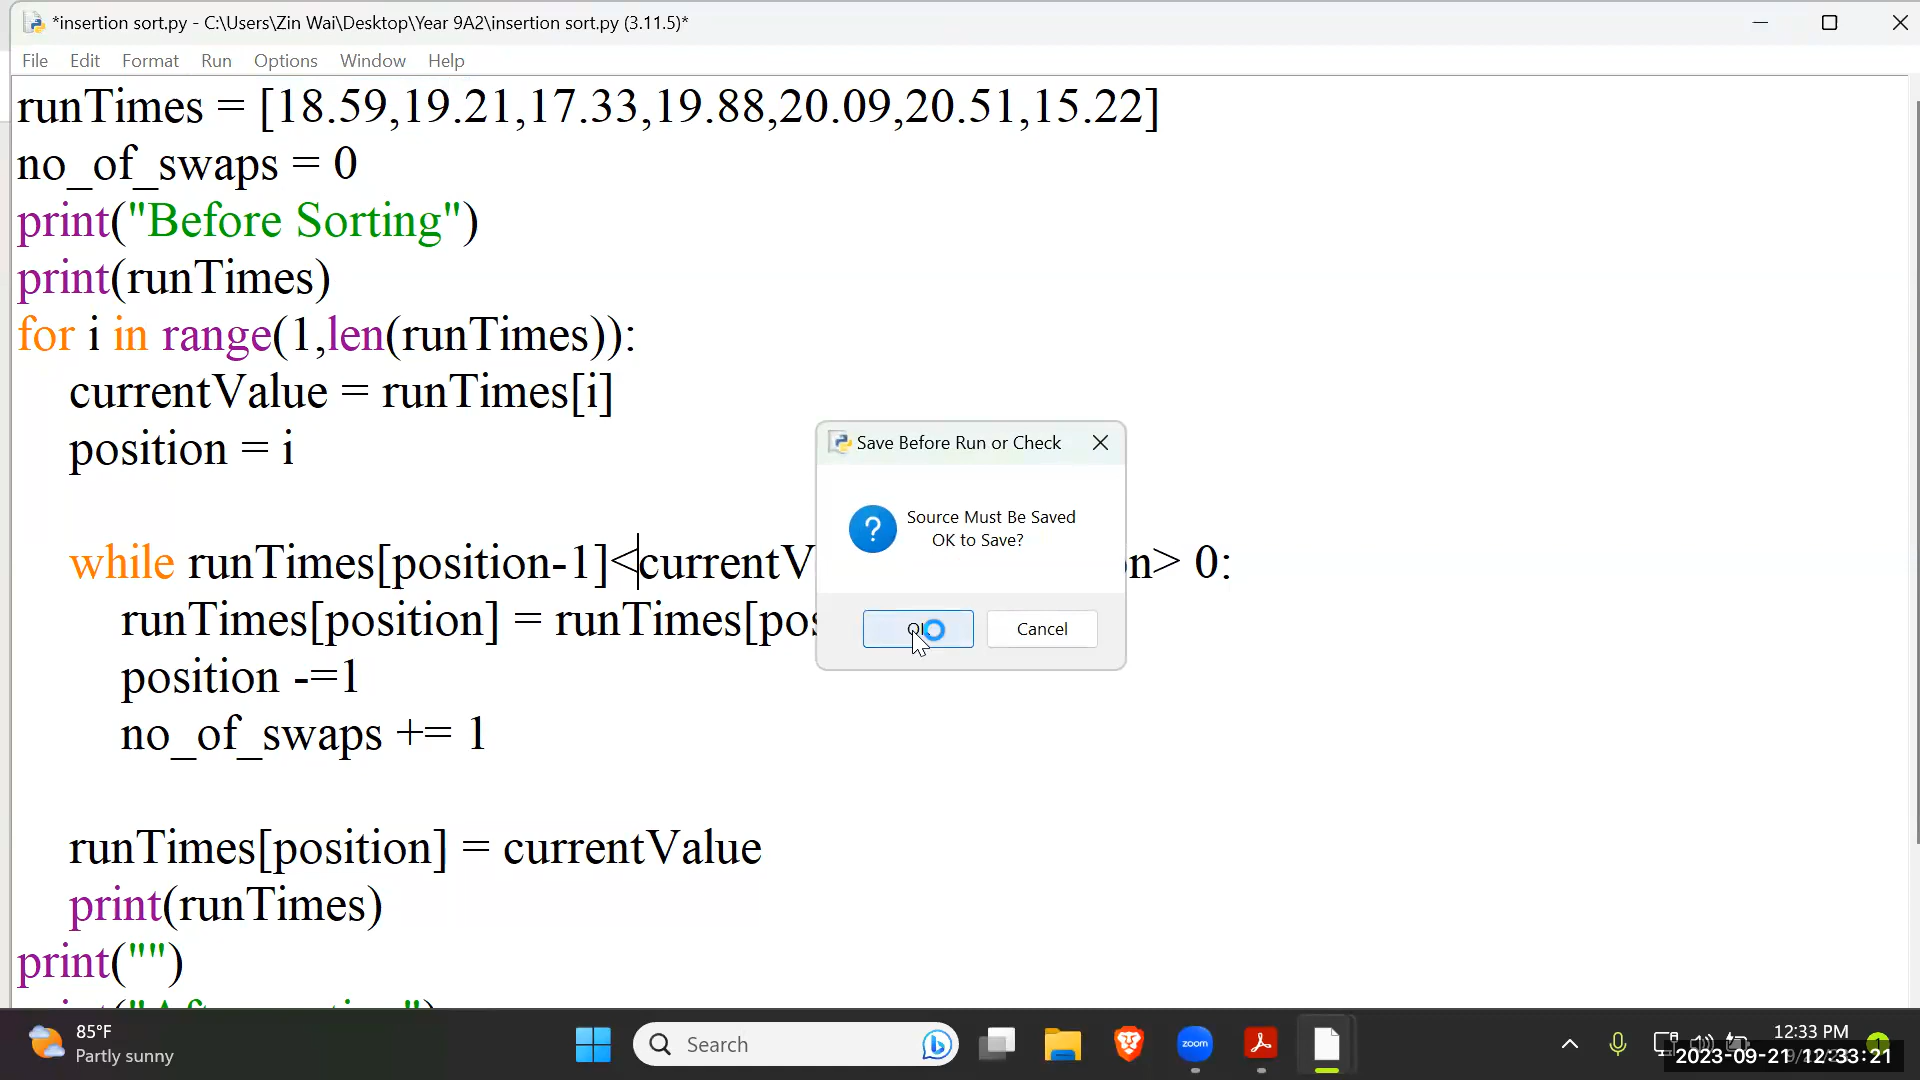 *insertion sort.py - C:\Users\Zin Wai\Desktop\Year 9A2\insertion sort.py (3.11.5)*
File Edit Format Run Options Window Help
runTimes = [18.59,19.21,17.33,19.88,20.09,20.51,15.22]
no_of_swaps = 0
print("Before Sorting")
print(runTimes)
for i in range(1,len(runTimes)):
currentValue = runTimes[i]
position = i
while runTimes[position-1]<currentV
n> 0:
runTimes[position] = runTimes[pos
position -=1
no_of_swaps += 1
runTimes[position] = currentValue
print(runTimes)
print("")
Save Before Run or Check
Source Must Be Saved
OK to Save?
Cancel
85°F
Partly sunny
Search
zoom
12:33 PM
1
2023-09-21 12:33:21